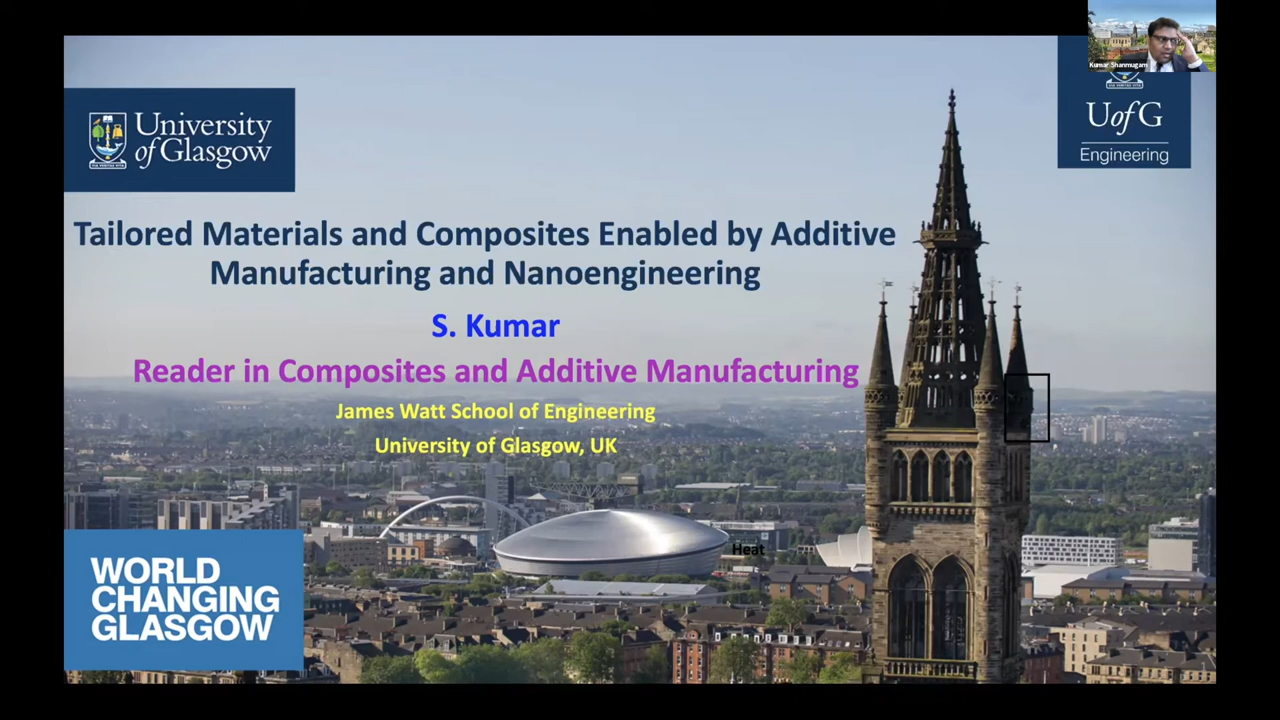 Kumar Shanmugam
University
of Glasgow
UofG
Engineering
Tailored Materials and Composites Enabled by Additive
Manufacturing and Nanoengineering
S. Kumar
Reader in Composites and Additive Manufacturing
James Watt School of Engineering
University of Glasgow, UK
Heat
WORLD
CHANGING
GLASGOW